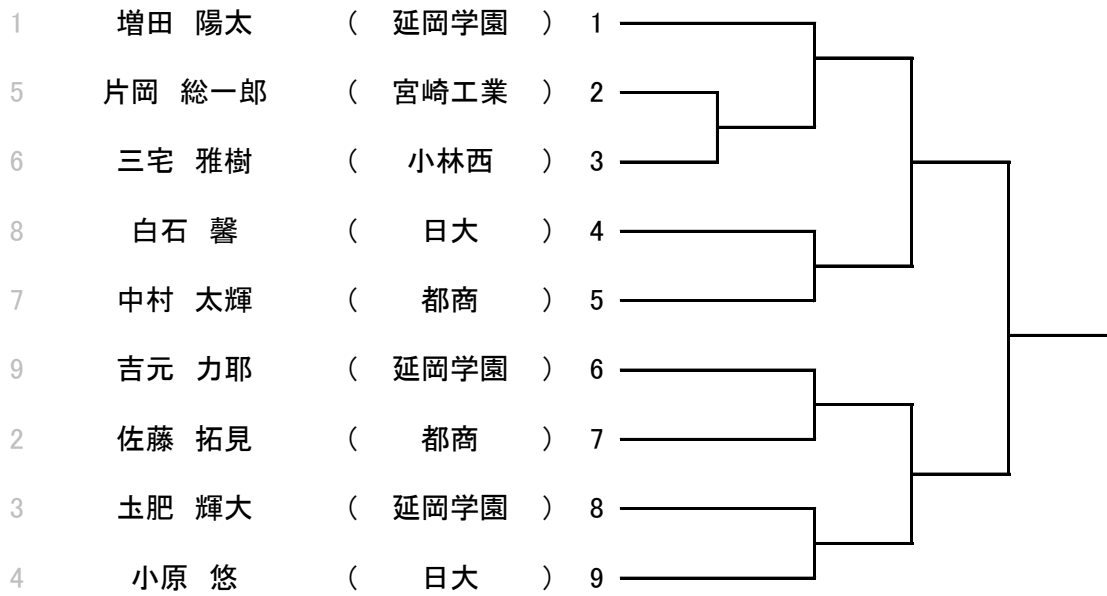 1 増田 陽太 ( 延岡学園 ) 1
5 片岡 総一郎 ( 宮崎工業 ) 2
6 三宅 雅樹 ( 小林西 ) 3
8 白石 馨 ( 日大 ) 4
7 中村 太輝 ( 都商 ) 5
9 吉元 力耶 ( 延岡学園 ) 6
2 佐藤 拓見 ( 都商 ) 7
3 圡肥 輝大 ( 延岡学園 ) 8
4 小原 悠 ( 日大 ) 9